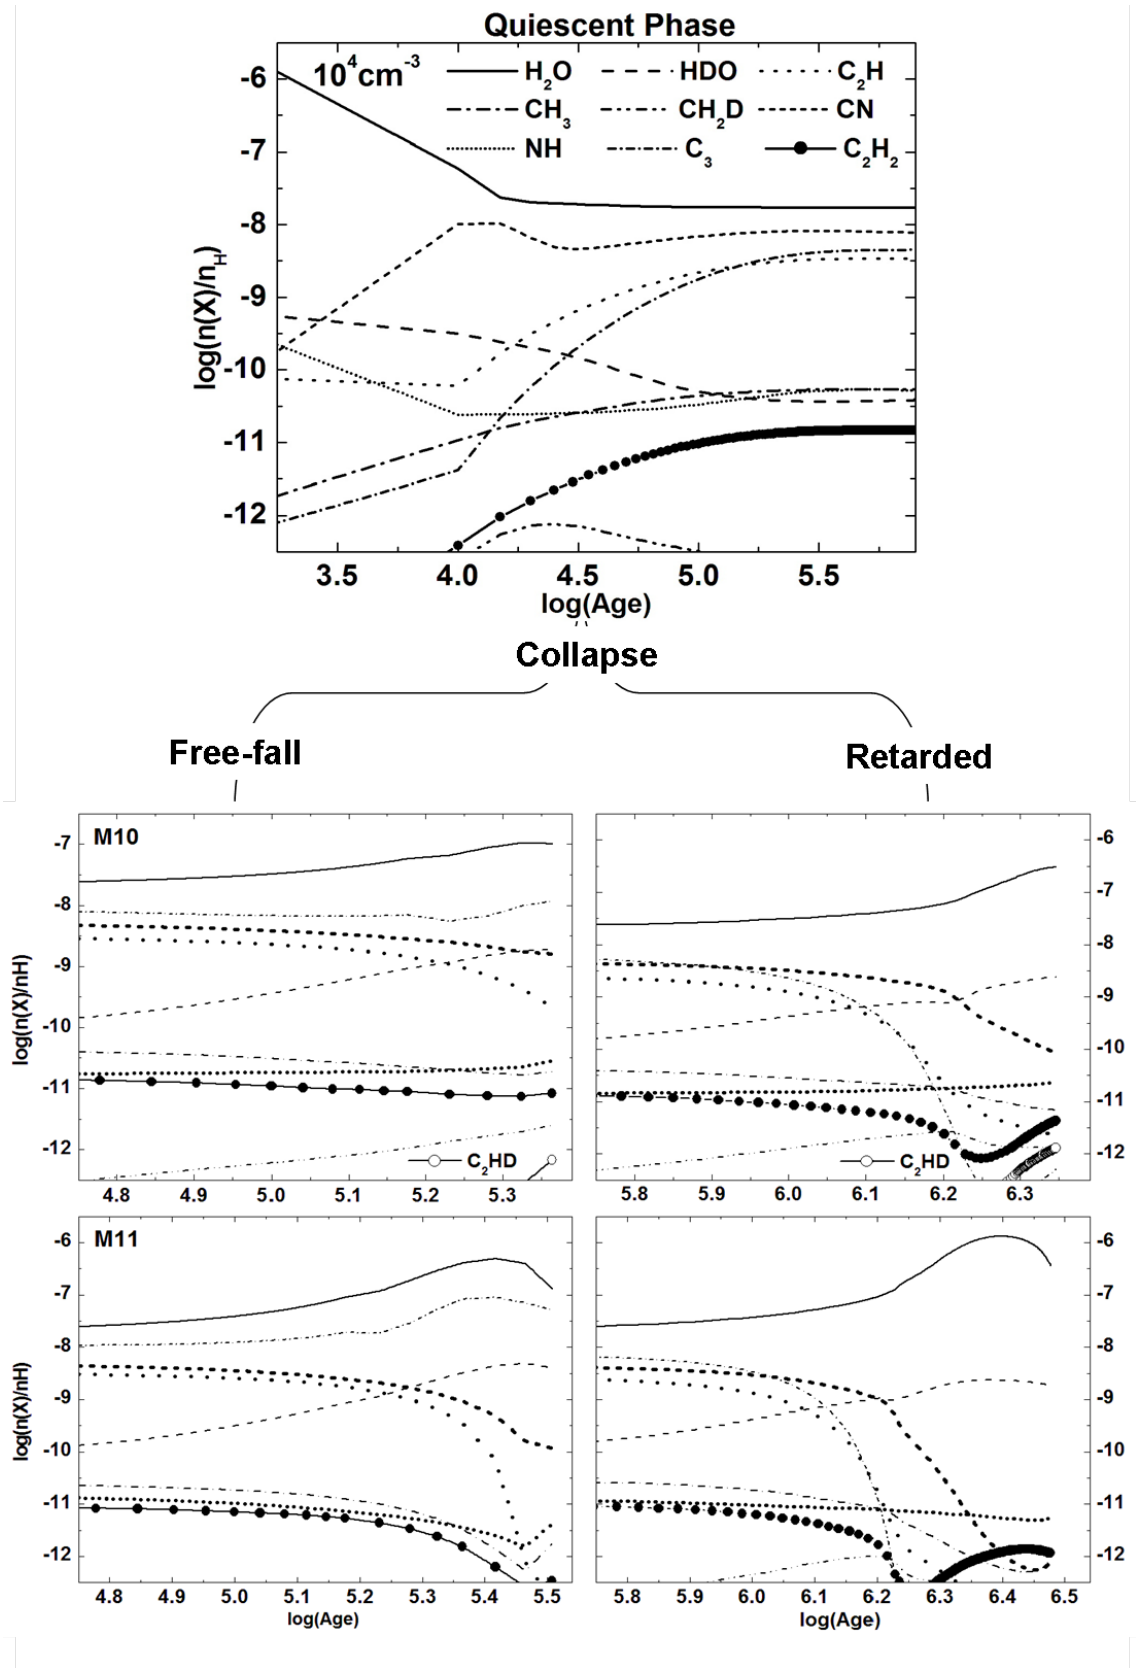 Quiescent Phase
10⁴cm⁻³
H₂O HDO C₂H
CH₃ CH₂D CN
NH C₃ C₂H₂
-6
-7
-8
-9
-10
-11
-12
log(n(X)/n_H)
3.5 4.0 4.5 5.0 5.5
log(Age)
Collapse
Free-fall
Retarded
M10
-7
-8
-9
-10
-11
-12
log(n(X)/nH)
C₂HD
4.8 4.9 5.0 5.1 5.2 5.3
-6
-7
-8
-9
-10
-11
-12
C₂HD
5.8 5.9 6.0 6.1 6.2 6.3
M11
-6
-7
-8
-9
-10
-11
-12
log(n(X)/nH)
4.8 4.9 5.0 5.1 5.2 5.3 5.4 5.5
log(Age)
-6
-7
-8
-9
-10
-11
-12
5.8 5.9 6.0 6.1 6.2 6.3 6.4 6.5
log(Age)